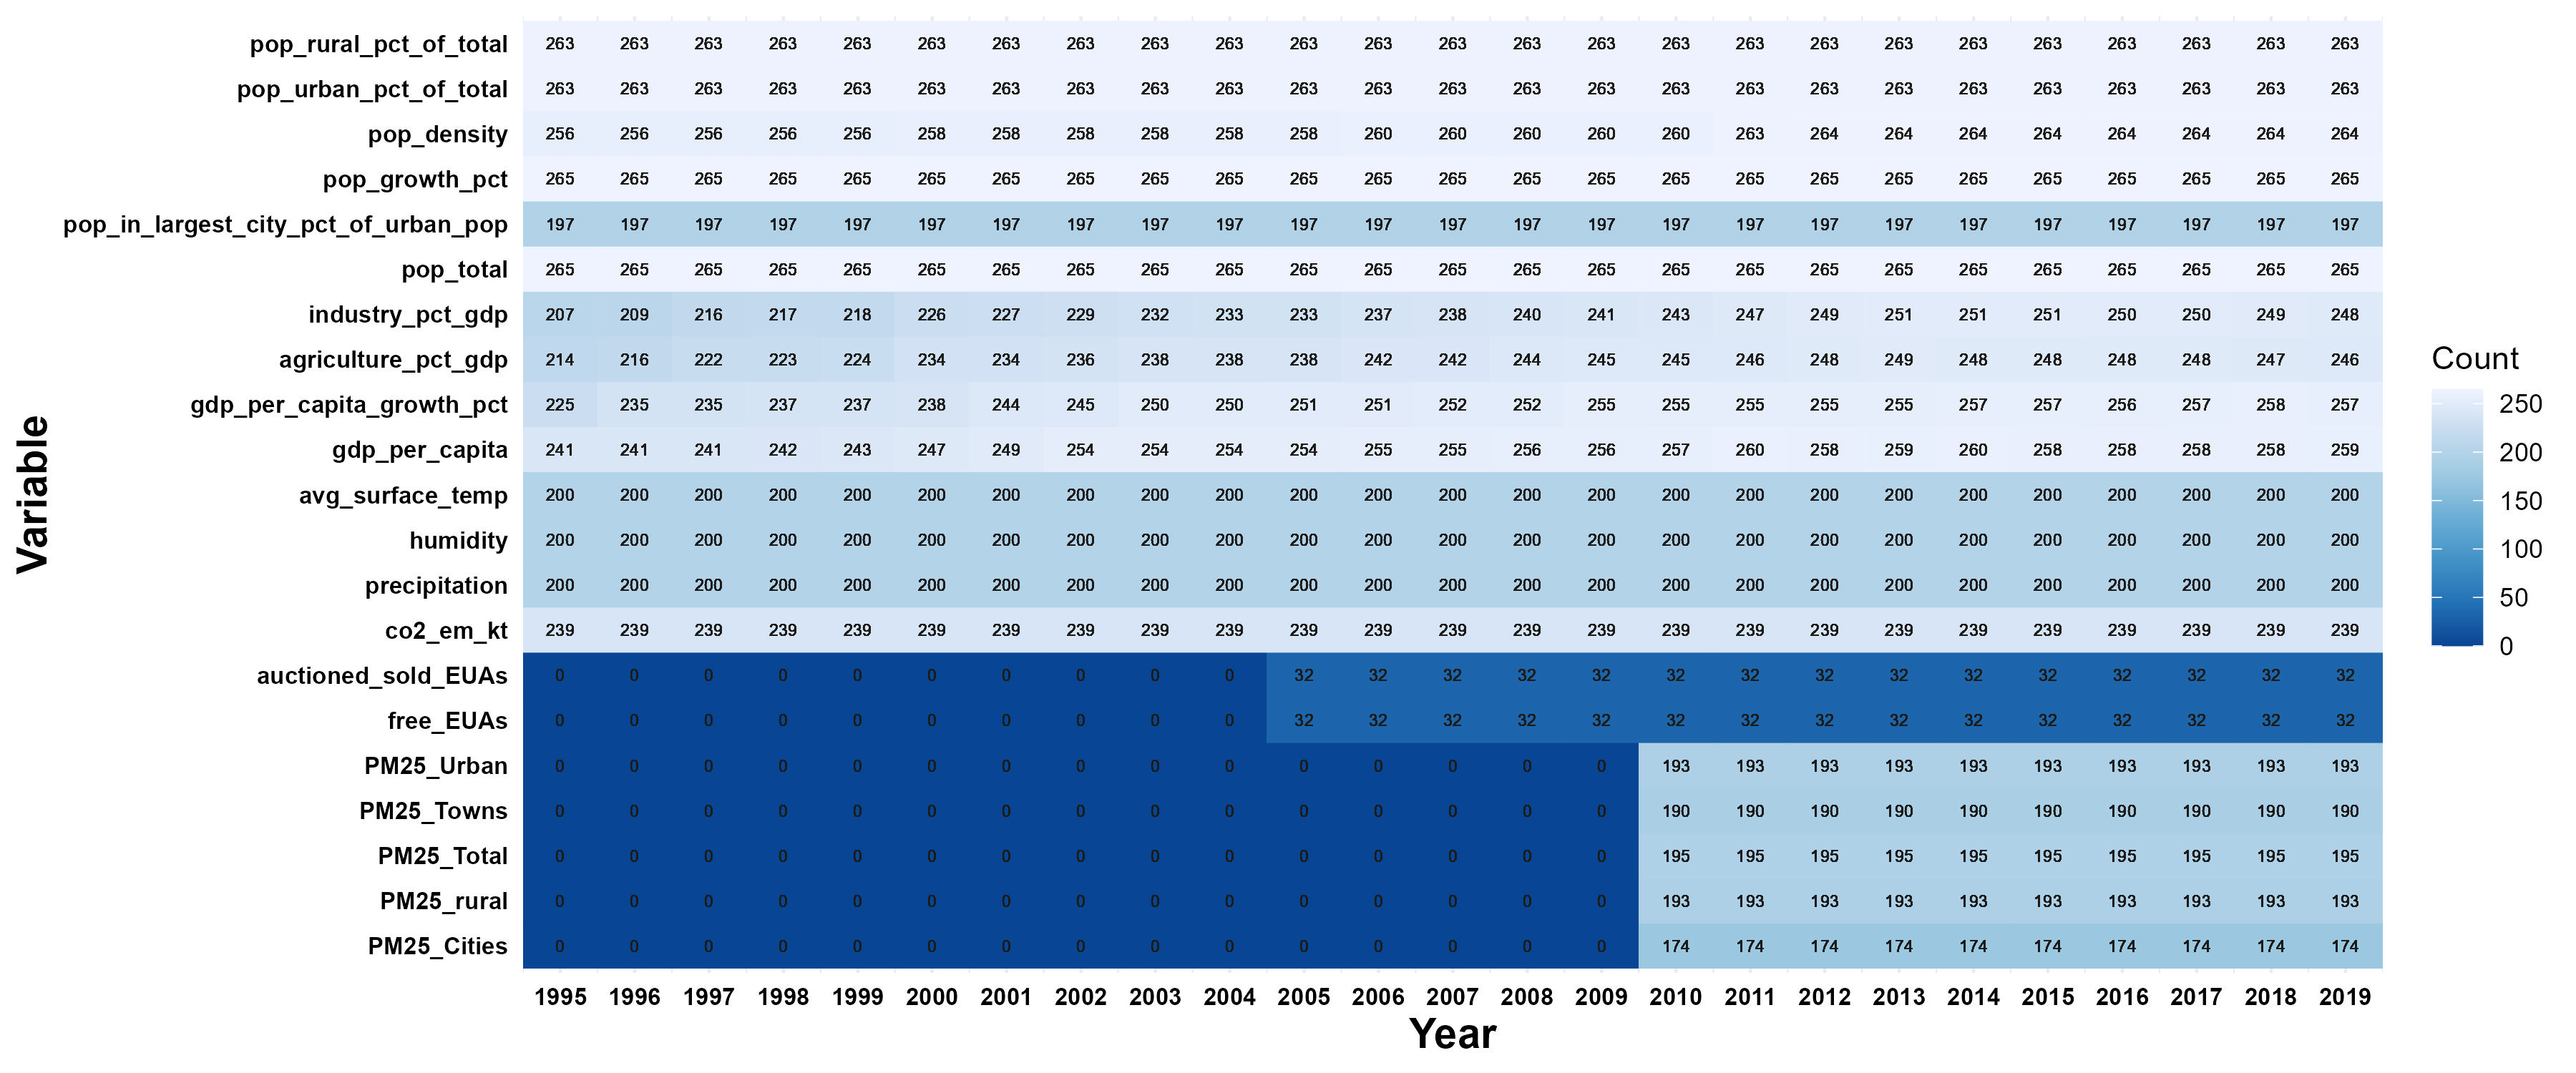 pop_rural_pct_of_total 263 263 263 263 263 263 263 263 263 263 263 263 263 263 263 263 263 263 263 263 263 263 263 263 263
pop_urban_pct_of_total 263 263 263 263 263 263 263 263 263 263 263 263 263 263 263 263 263 263 263 263 263 263 263 263 263
pop_density 256 256 256 256 256 258 258 258 258 258 258 260 260 260 260 260 263 264 264 264 264 264 264 264 264
pop_growth_pct 265 265 265 265 265 265 265 265 265 265 265 265 265 265 265 265 265 265 265 265 265 265 265 265 265
pop_in_largest_city_pct_of_urban_pop 197 197 197 197 197 197 197 197 197 197 197 197 197 197 197 197 197 197 197 197 197 197 197 197 197
pop_total 265 265 265 265 265 265 265 265 265 265 265 265 265 265 265 265 265 265 265 265 265 265 265 265 265
industry_pct_gdp 207 209 216 217 218 226 227 229 232 233 233 237 238 240 241 243 247 249 251 251 251 250 250 249 248
agriculture_pct_gdp 214 216 222 223 224 234 234 236 238 238 238 242 242 244 245 245 246 248 249 248 248 248 248 247 246
gdp_per_capita_growth_pct 225 235 235 237 237 238 244 245 250 250 251 251 252 252 255 255 255 255 255 257 257 256 257 258 257
gdp_per_capita 241 241 241 242 243 247 249 254 254 254 254 255 255 256 256 257 260 258 259 260 258 258 258 258 259
avg_surface_temp 200 200 200 200 200 200 200 200 200 200 200 200 200 200 200 200 200 200 200 200 200 200 200 200 200
humidity 200 200 200 200 200 200 200 200 200 200 200 200 200 200 200 200 200 200 200 200 200 200 200 200 200
precipitation 200 200 200 200 200 200 200 200 200 200 200 200 200 200 200 200 200 200 200 200 200 200 200 200 200
co2_em_kt 239 239 239 239 239 239 239 239 239 239 239 239 239 239 239 239 239 239 239 239 239 239 239 239 239
auctioned_sold_EUAs 0 0 0 0 0 0 0 0 0 0 32 32 32 32 32 32 32 32 32 32 32 32 32 32 32
free_EUAs 0 0 0 0 0 0 0 0 0 0 32 32 32 32 32 32 32 32 32 32 32 32 32 32 32
PM25_Urban 0 0 0 0 0 0 0 0 0 0 0 0 0 0 0 193 193 193 193 193 193 193 193 193 193
PM25_Towns 0 0 0 0 0 0 0 0 0 0 0 0 0 0 0 190 190 190 190 190 190 190 190 190 190
PM25_Total 0 0 0 0 0 0 0 0 0 0 0 0 0 0 0 195 195 195 195 195 195 195 195 195 195
PM25_rural 0 0 0 0 0 0 0 0 0 0 0 0 0 0 0 193 193 193 193 193 193 193 193 193 193
PM25_Cities 0 0 0 0 0 0 0 0 0 0 0 0 0 0 0 174 174 174 174 174 174 174 174 174 174
1995 1996 1997 1998 1999 2000 2001 2002 2003 2004 2005 2006 2007 2008 2009 2010 2011 2012 2013 2014 2015 2016 2017 2018 2019
Year
Variable
Count
250
200
150
100
50
0